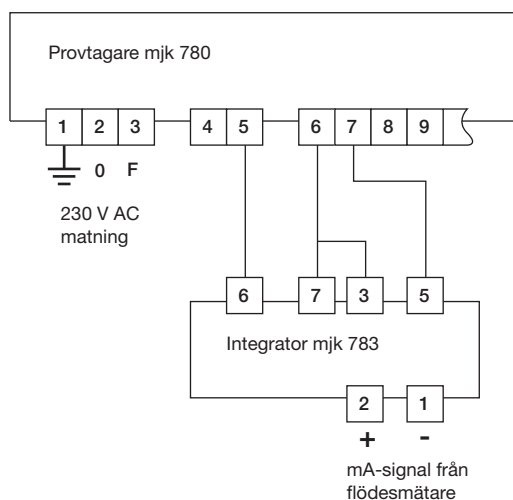 Provtagare mjk 780
1 2 3 4 5 6 7 8 9
0 F
230 V AC
matning
6 7 3 5
Integrator mjk 783
2 1
+ -
mA-signal från
flödesmätare